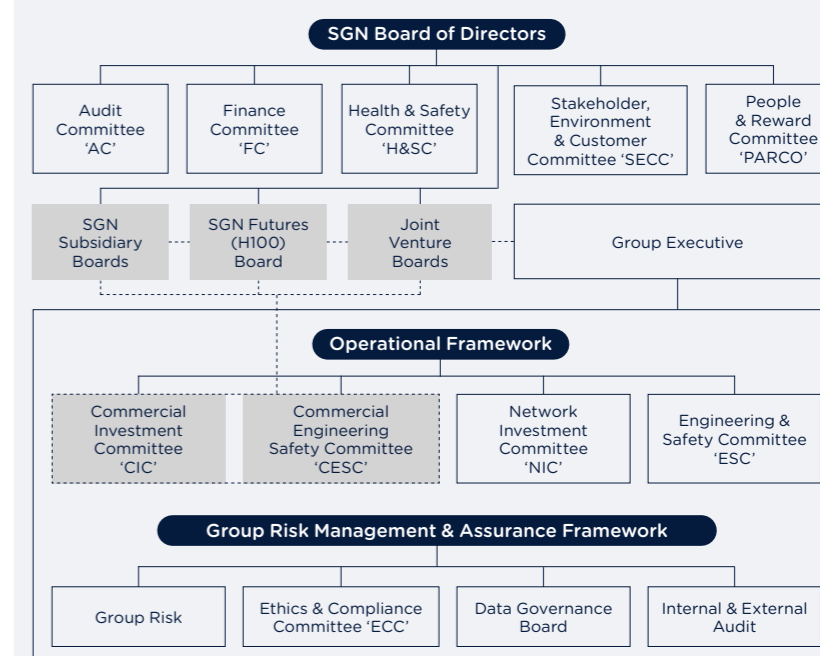 SGN Board of Directors
Audit
Committee
‘AC’
Finance
Committee
‘FC’
Health & Safety
Committee
‘H&SC’
Stakeholder,
Environment
& Customer
Committee ‘SECC’
People
& Reward
Committee
‘PARCO’
SGN
Subsidiary
Boards
SGN Futures
(H100)
Board
Joint
Venture
Boards
Group Executive
Operational Framework
Commercial
Investment
Committee
‘CIC’
Commercial
Engineering
Safety Committee
‘CESC’
Network
Investment
Committee
‘NIC’
Engineering &
Safety Committee
‘ESC’
Group Risk Management & Assurance Framework
Group Risk
Ethics & Compliance
Committee ‘ECC’
Data Governance
Board
Internal & External
Audit